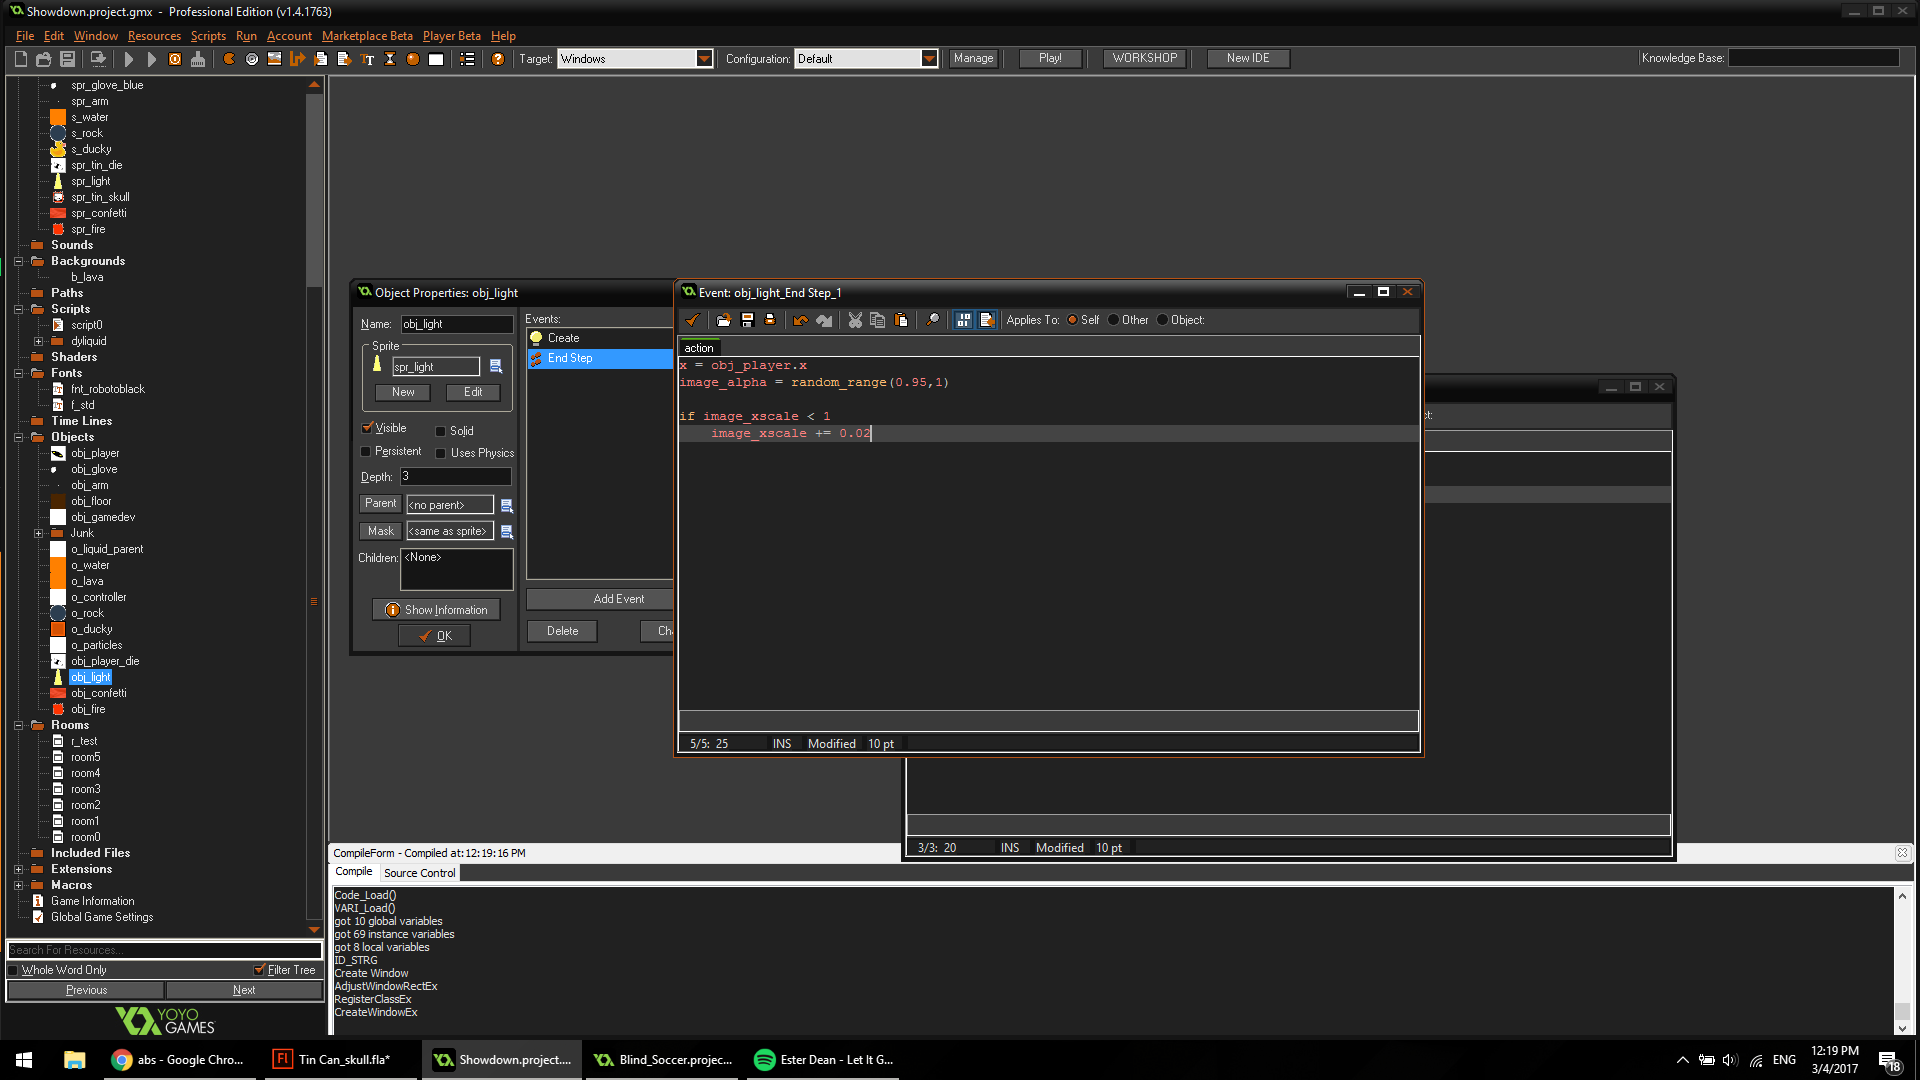 Showdown.project.gmx - Professional Edition (v1.4.1763)
File Edit Window Resources Scripts Run Account Marketplace Beta Player Beta Help
Target: Windows Configuration: Default Manage Play! WORKSHOP New IDE Knowledge Base:
spr_glove_blue
spr_arm
s_water
s_rock
s_ducky
spr_tin_die
spr_light
spr_tin_skull
spr_confetti
spr_fire
Sounds
Backgrounds
b_lava
Paths
Scripts
script0
dyliquid
Shaders
Fonts
fnt_robotoblack
f_std
Time Lines
Objects
obj_player
obj_glove
obj_arm
obj_floor
obj_gamedev
Junk
o_liquid_parent
o_water
o_lava
o_controller
o_rock
o_ducky
o_particles
obj_player_die
obj_light
obj_confetti
obj_fire
Rooms
r_test
room5
room4
room3
room2
room1
room0
Included Files
Extensions
Macros
Game Information
Global Game Settings
Search For Resources...
Whole Word Only Filter Tree
Previous Next
YOYO
GAMES
Object Properties: obj_light
Name: obj_light
Sprite
spr_light
New Edit
Visible Solid
Persistent Uses Physics
Depth: 3
Parent <no parent>
Mask <same as sprite>
Children: <None>
Show Information
OK
Events:
Create
End Step
Add Event
Delete Ch
Event: obj_light_End Step_1
Applies To: Self Other Object:
action
x = obj_player.x
image_alpha = random_range(0.95,1)
if image_xscale < 1
image_xscale += 0.02
5/5: 25 INS Modified 10 pt
ct:
3/3: 20 INS Modified 10 pt
CompileForm - Compiled at:12:19:16 PM
Compile Source Control
Code_Load()
VARI_Load()
got 10 global variables
got 69 instance variables
got 8 local variables
ID_STRG
Create Window
AdjustWindowRectEx
RegisterClassEx
CreateWindowEx
abs - Google Chro...
Fl Tin Can_skull.fla*
Showdown.project....
Blind_Soccer.projec...
Ester Dean - Let It G...
ENG
12:19 PM
3/4/2017
18